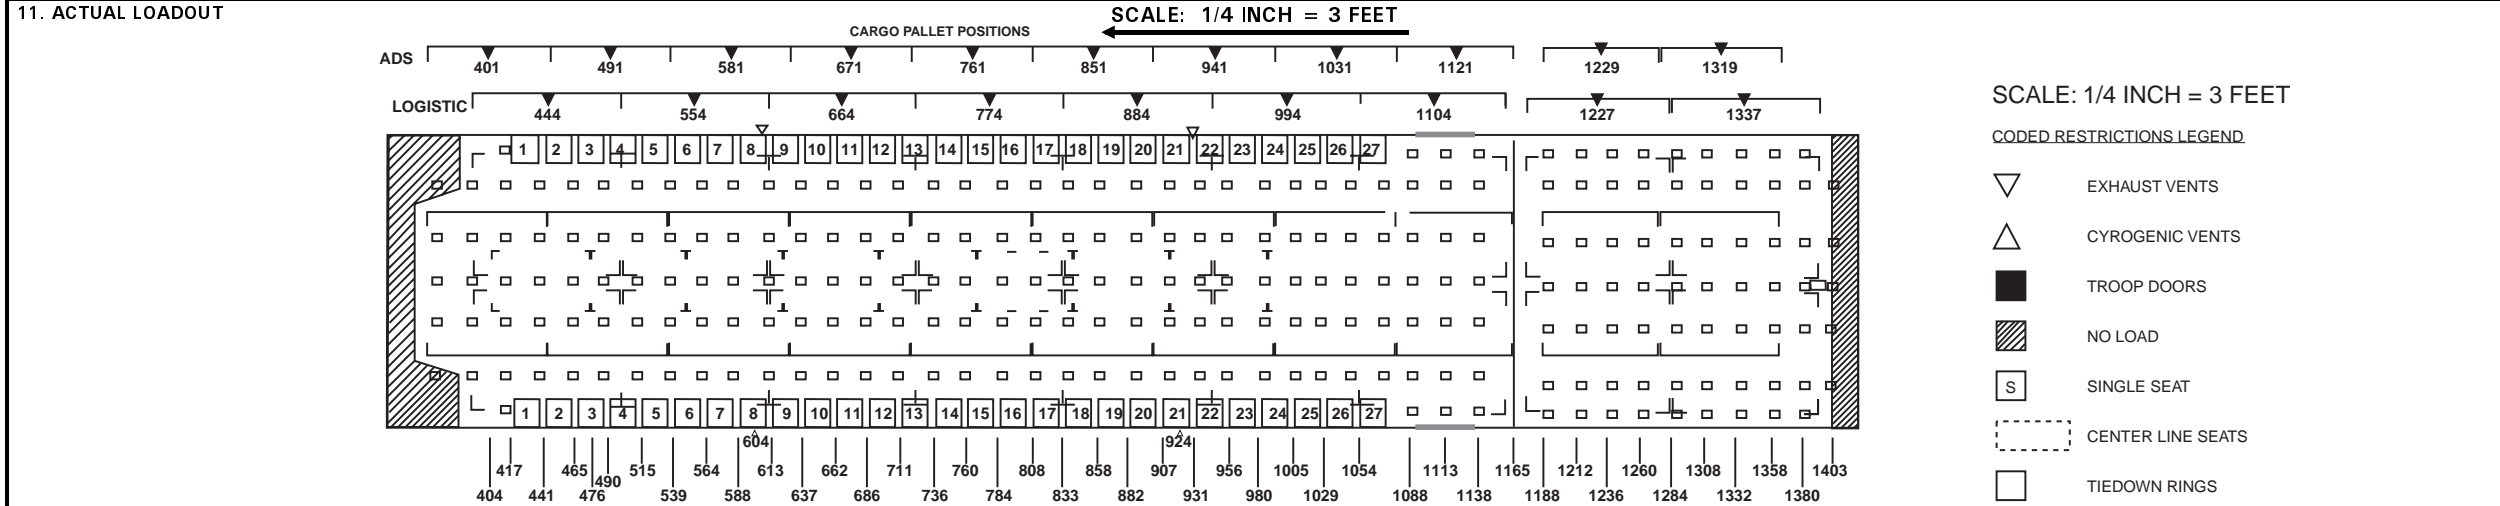 11. ACTUAL LOADOUT
SCALE: 1/4 INCH = 3 FEET
CARGO PALLET POSITIONS
ADS
401 491 581 671 761 851 941 1031 1121 1229 1319
LOGISTIC
444 554 664 774 884 994 1104 1227 1337
1 2 3 4 5 6 7 8 9 10 11 12 13 14 15 16 17 18 19 20 21 22 23 24 25 26 27
1 2 3 4 5 6 7 8 9 10 11 12 13 14 15 16 17 18 19 20 21 22 23 24 25 26 27
604 924
417 465 515 564 613 662 711 760 808 858 907 956 1005 1054 1113 1165 1212 1260 1308 1358 1403
490
404 441 476 539 588 637 686 736 784 833 882 931 980 1029 1088 1138 1188 1236 1284 1332 1380
SCALE: 1/4 INCH = 3 FEET
CODED RESTRICTIONS LEGEND
EXHAUST VENTS
CYROGENIC VENTS
TROOP DOORS
NO LOAD
S SINGLE SEAT
CENTER LINE SEATS
TIEDOWN RINGS